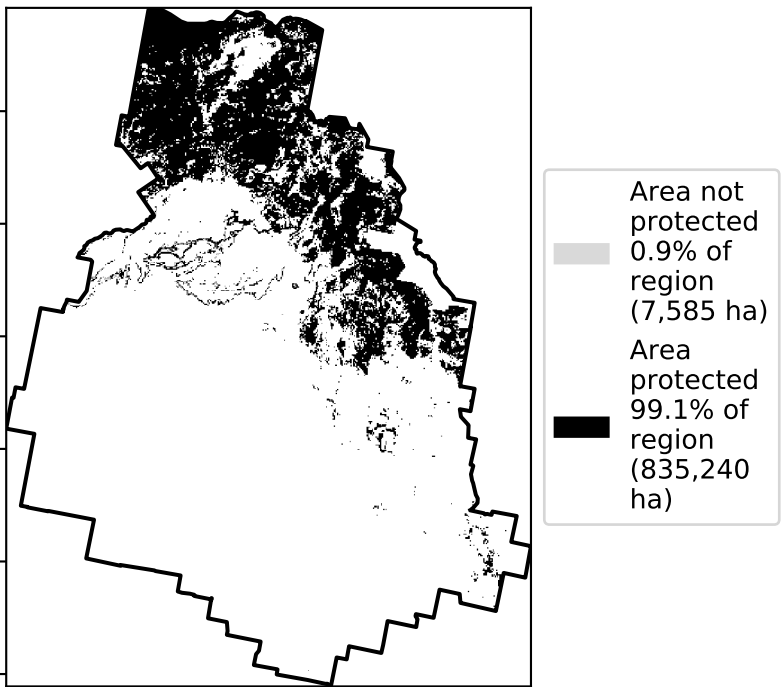 Area not
protected
0.9% of
region
(7,585 ha)
Area
protected
99.1% of
region
(835,240
ha)